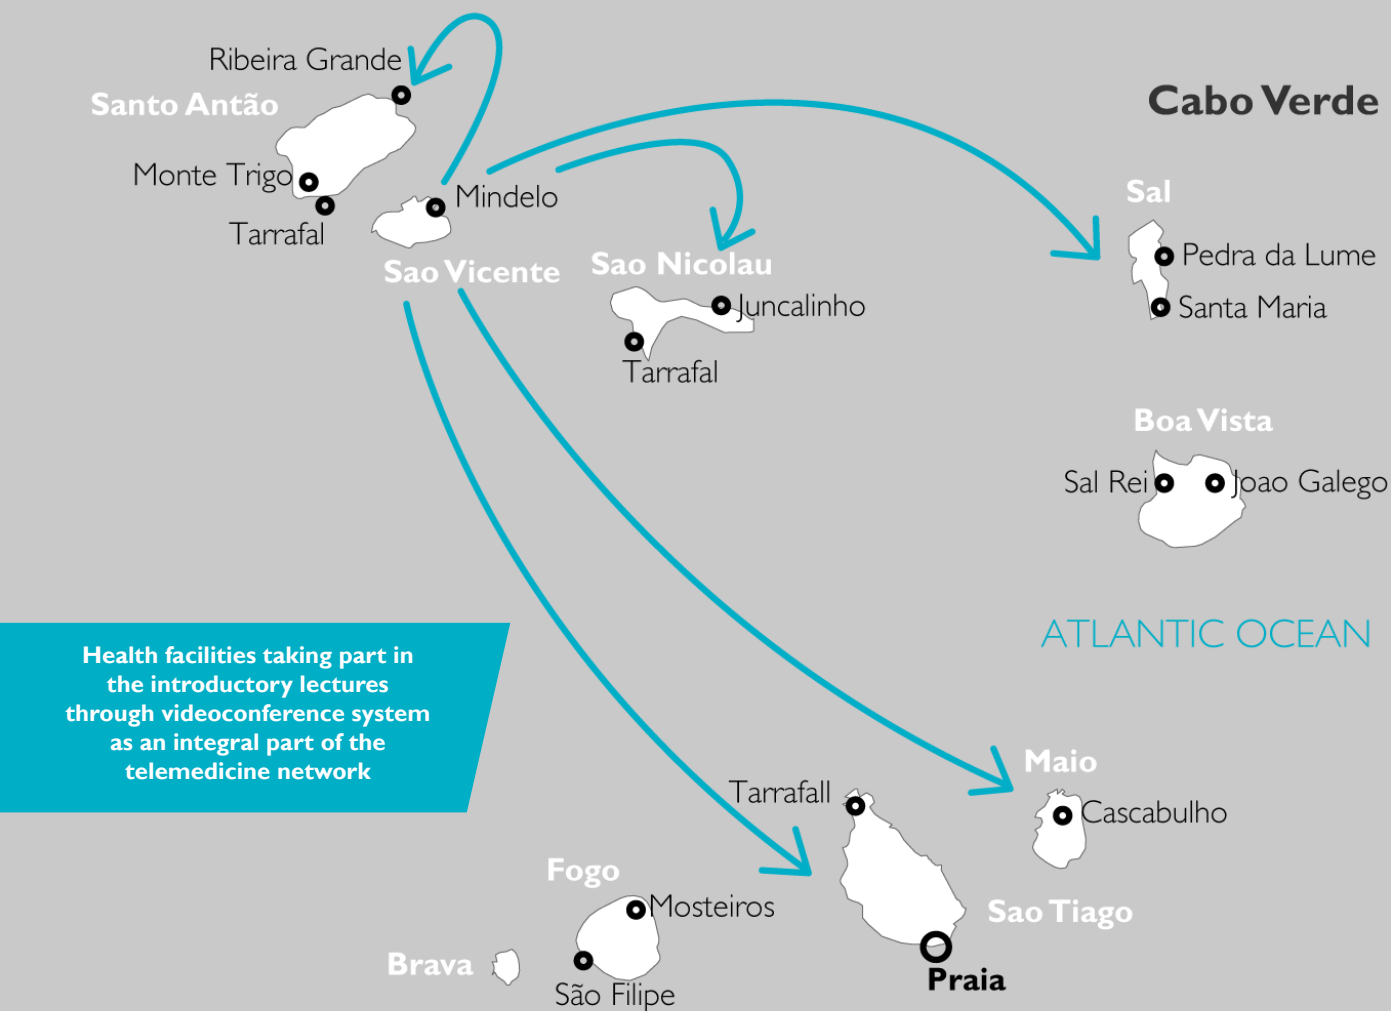 Ribeira Grande
Santo Antão
Cabo Verde
Monte Trigo
Mindelo
Sal
Tarrafal
Sao Vicente
Sao Nicolau
Pedra da Lume
Juncalinho
Santa Maria
Tarrafal
Boa Vista
Sal Rei
Joao Galego
ATLANTIC OCEAN
Health facilities taking part in
the introductory lectures
through videoconference system
as an integral part of the
telemedicine network
Maio
Tarrafall
Cascabulho
Fogo
Mosteiros
Sao Tiago
Brava
Praia
São Filipe